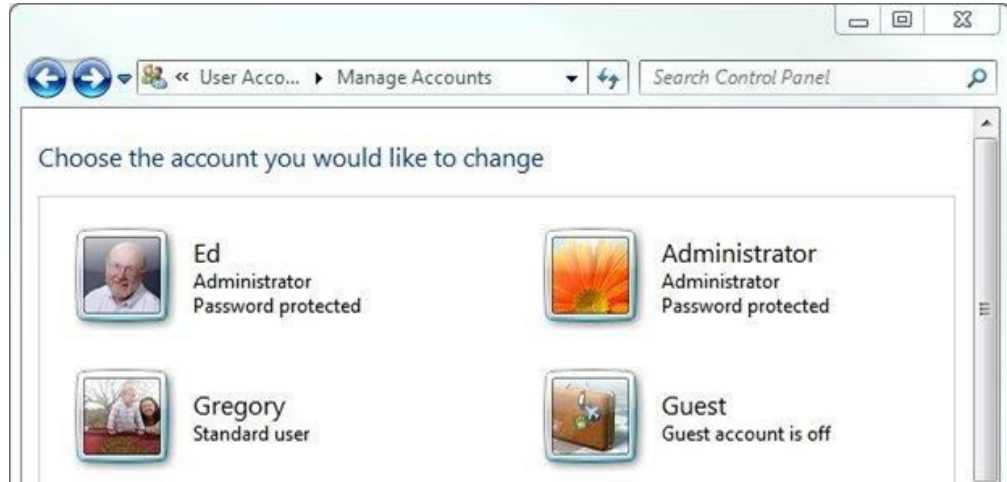 « User Acco... ▸ Manage Accounts
Search Control Panel
Choose the account you would like to change
Ed
Administrator
Password protected
Administrator
Administrator
Password protected
Gregory
Standard user
Guest
Guest account is off